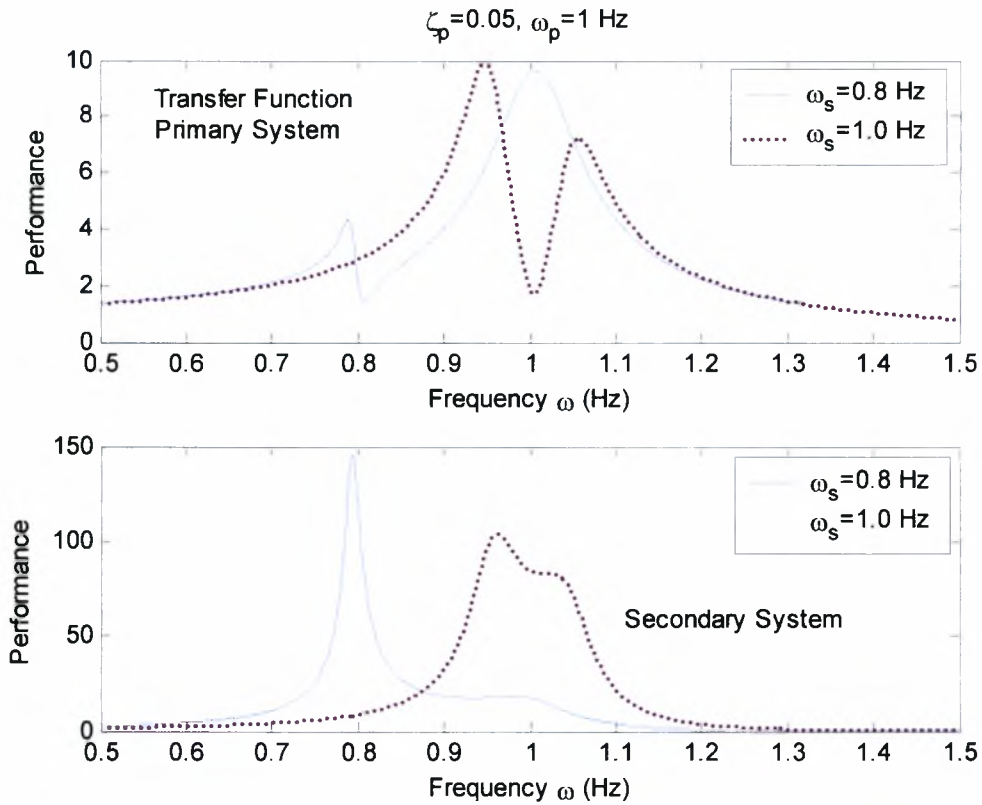 ζp=0.05, ωp=1 Hz
10
8
6
4
2
0
Performance
Transfer Function
Primary System
ωs=0.8 Hz
ωs=1.0 Hz
0.5 0.6 0.7 0.8 0.9 1 1.1 1.2 1.3 1.4 1.5
Frequency ω (Hz)
150
100
50
0
Performance
ωs=0.8 Hz
ωs=1.0 Hz
Secondary System
0.5 0.6 0.7 0.8 0.9 1 1.1 1.2 1.3 1.4 1.5
Frequency ω (Hz)